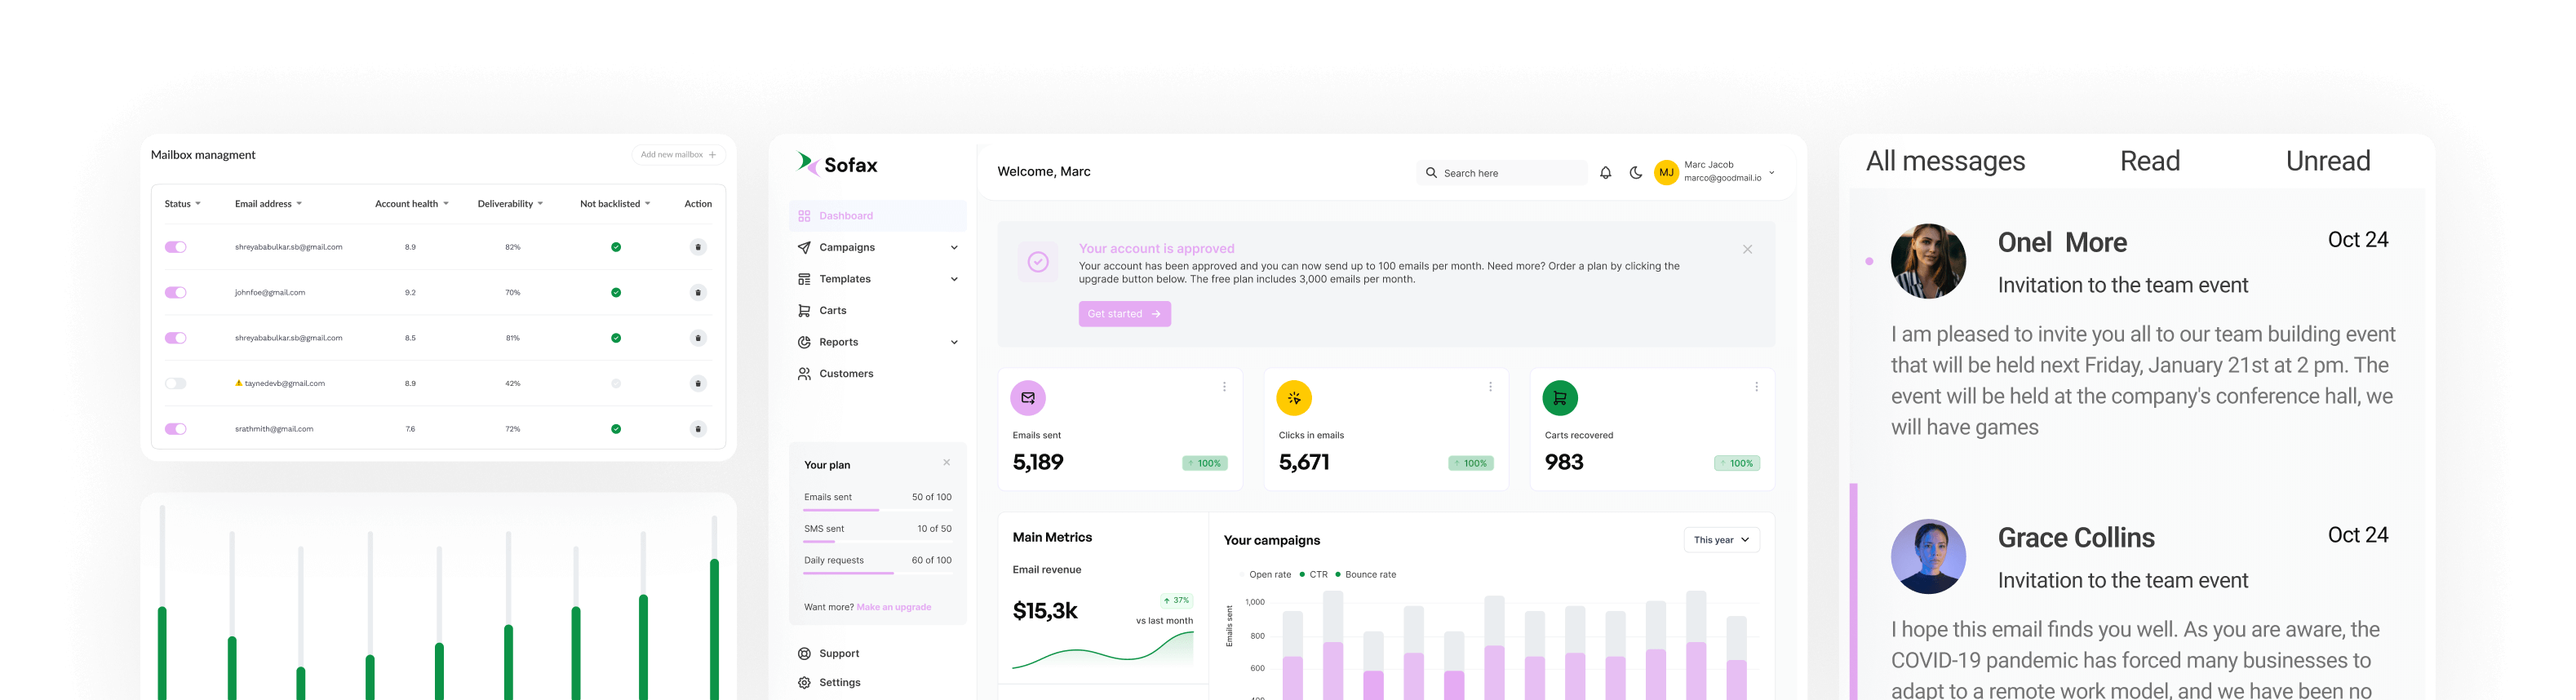 Mailbox managment
Add new mailbox +
Status Email address Account health Deliverability Not backlisted Action
shreyababulkar.sb@gmail.com 8.9 82%
johnfoe@gmail.com 9.2 70%
shreyababulkar.sb@gmail.com 8.5 81%
taynedevb@gmail.com 8.9 42%
srathmith@gmail.com 7.6 72%
Sofax
Dashboard
Campaigns
Templates
Carts
Reports
Customers
Your plan
Emails sent 50 of 100
SMS sent 10 of 50
Daily requests 60 of 100
Want more? Make an upgrade
Support
Settings
Welcome, Marc
Search here
MJ
Marc Jacob
marco@goodmail.io
Your account is approved
Your account has been approved and you can now send up to 100 emails per month. Need more? Order a plan by clicking the
upgrade button below. The free plan includes 3,000 emails per month.
Get started
Emails sent
5,189
100%
Clicks in emails
5,671
100%
Carts recovered
983
100%
Main Metrics
Email revenue
$15,3k
37%
vs last month
Your campaigns
This year
Open rate CTR Bounce rate
Emails sent
1,000
800
600
400
All messages Read Unread
Onel More
Oct 24
Invitation to the team event
I am pleased to invite you all to our team building event
that will be held next Friday, January 21st at 2 pm. The
event will be held at the company's conference hall, we
will have games
Grace Collins
Oct 24
Invitation to the team event
I hope this email finds you well. As you are aware, the
COVID-19 pandemic has forced many businesses to
adapt to a remote work model, and we have been no